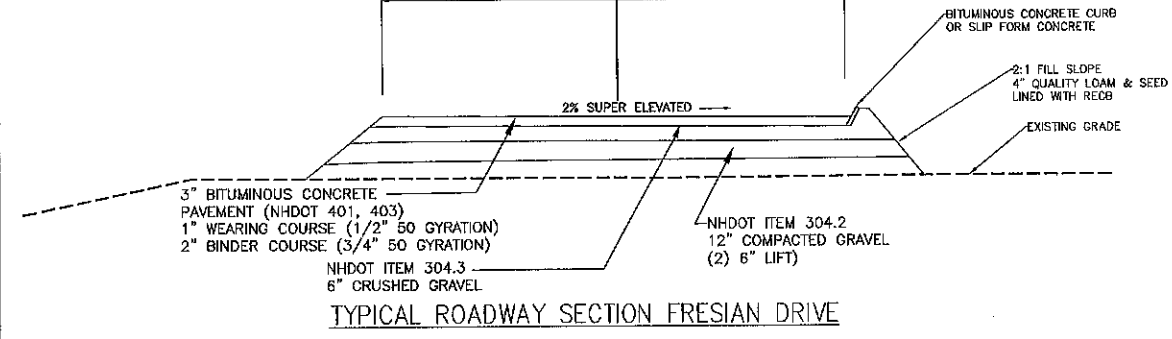 BITUMINOUS CONCRETE CURB
OR SLIP FORM CONCRETE
2:1 FILL SLOPE
4" QUALITY LOAM & SEED
LINED WITH RECB
2% SUPER ELEVATED
EXISTING GRADE
3" BITUMINOUS CONCRETE
PAVEMENT (NHDOT 401, 403)
1" WEARING COURSE (1/2" 50 GYRATION)
2" BINDER COURSE (3/4" 50 GYRATION)
NHDOT ITEM 304.3
6" CRUSHED GRAVEL
NHDOT ITEM 304.2
12" COMPACTED GRAVEL
(2) 6" LIFT)
TYPICAL ROADWAY SECTION FRESIAN DRIVE